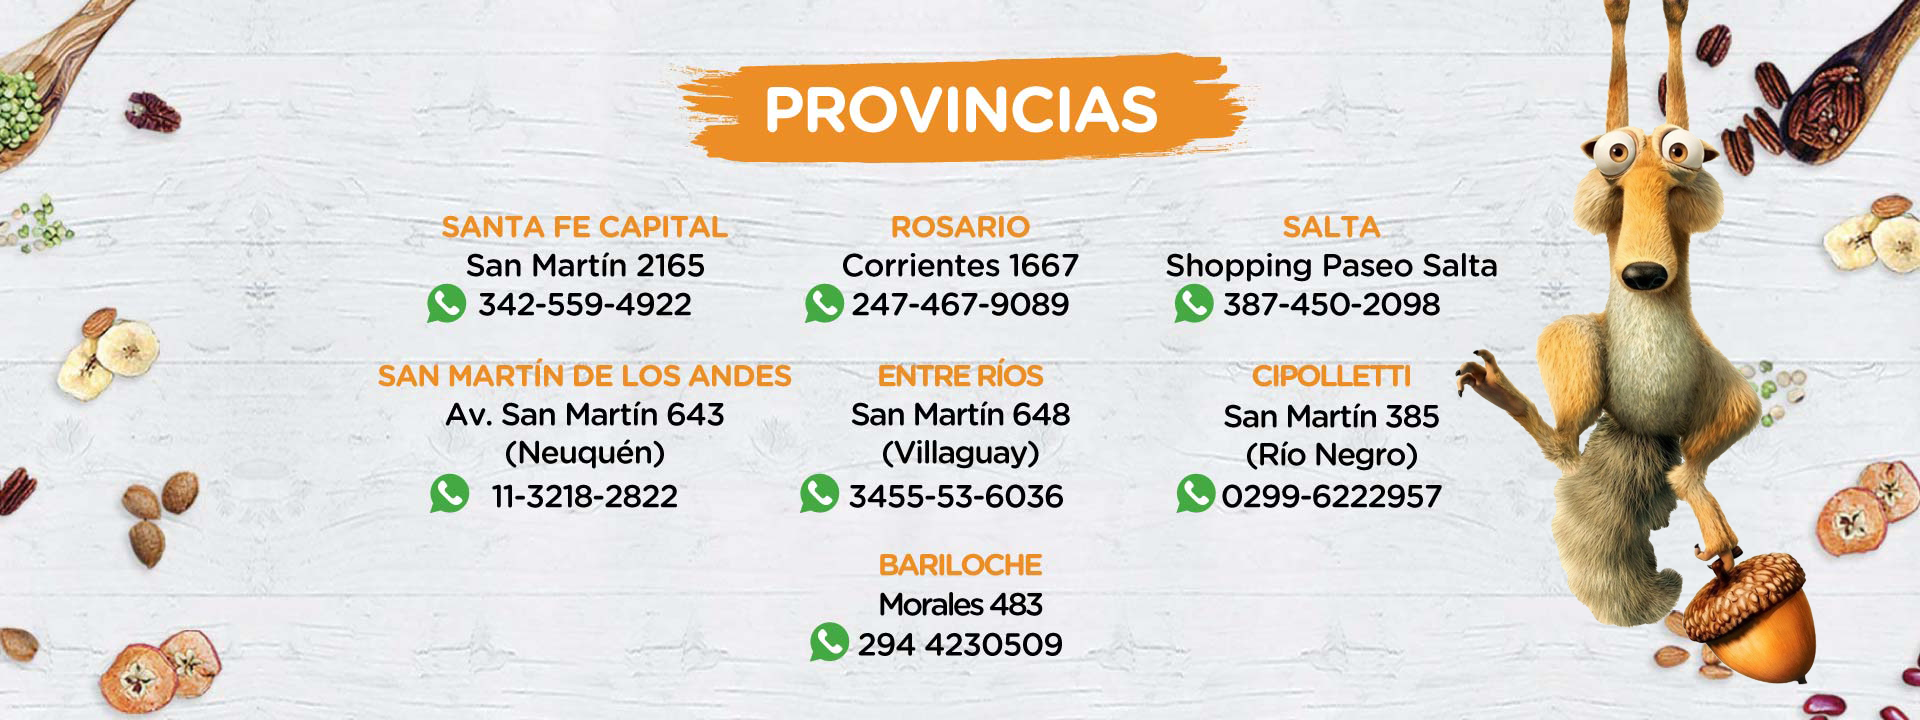 PROVINCIAS
SANTA FE CAPITAL
San Martín 2165
342-559-4922
ROSARIO
Corrientes 1667
247-467-9089
SALTA
Shopping Paseo Salta
387-450-2098
SAN MARTÍN DE LOS ANDES
Av. San Martín 643
(Neuquén)
11-3218-2822
ENTRE RÍOS
San Martín 648
(Villaguay)
3455-53-6036
CIPOLLETTI
San Martín 385
(Río Negro)
0299-6222957
BARILOCHE
Morales 483
294 4230509